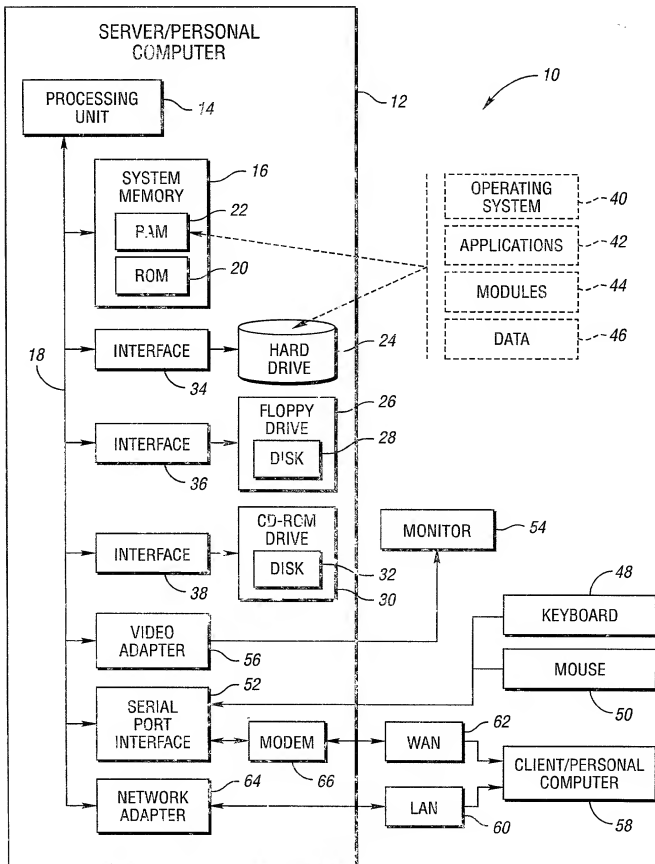 SERVER/PERSONAL
COMPUTER
10
PROCESSING
UNIT
14
12
SYSTEM
MEMORY
16
OPERATING
SYSTEM
40
RAM
22
APPLICATIONS
42
ROM
20
MODULES
44
18
INTERFACE
34
HARD
DRIVE
24
DATA
46
FLOPPY
DRIVE
26
DISK
28
INTERFACE
36
CD-ROM
DRIVE
DISK
32
30
INTERFACE
38
MONITOR
54
48
KEYBOARD
VIDEO
ADAPTER
56
MOUSE
50
52
SERIAL
PORT
INTERFACE
MODEM
66
62
WAN
CLIENT/PERSONAL
COMPUTER
58
64
NETWORK
ADAPTER
LAN
60